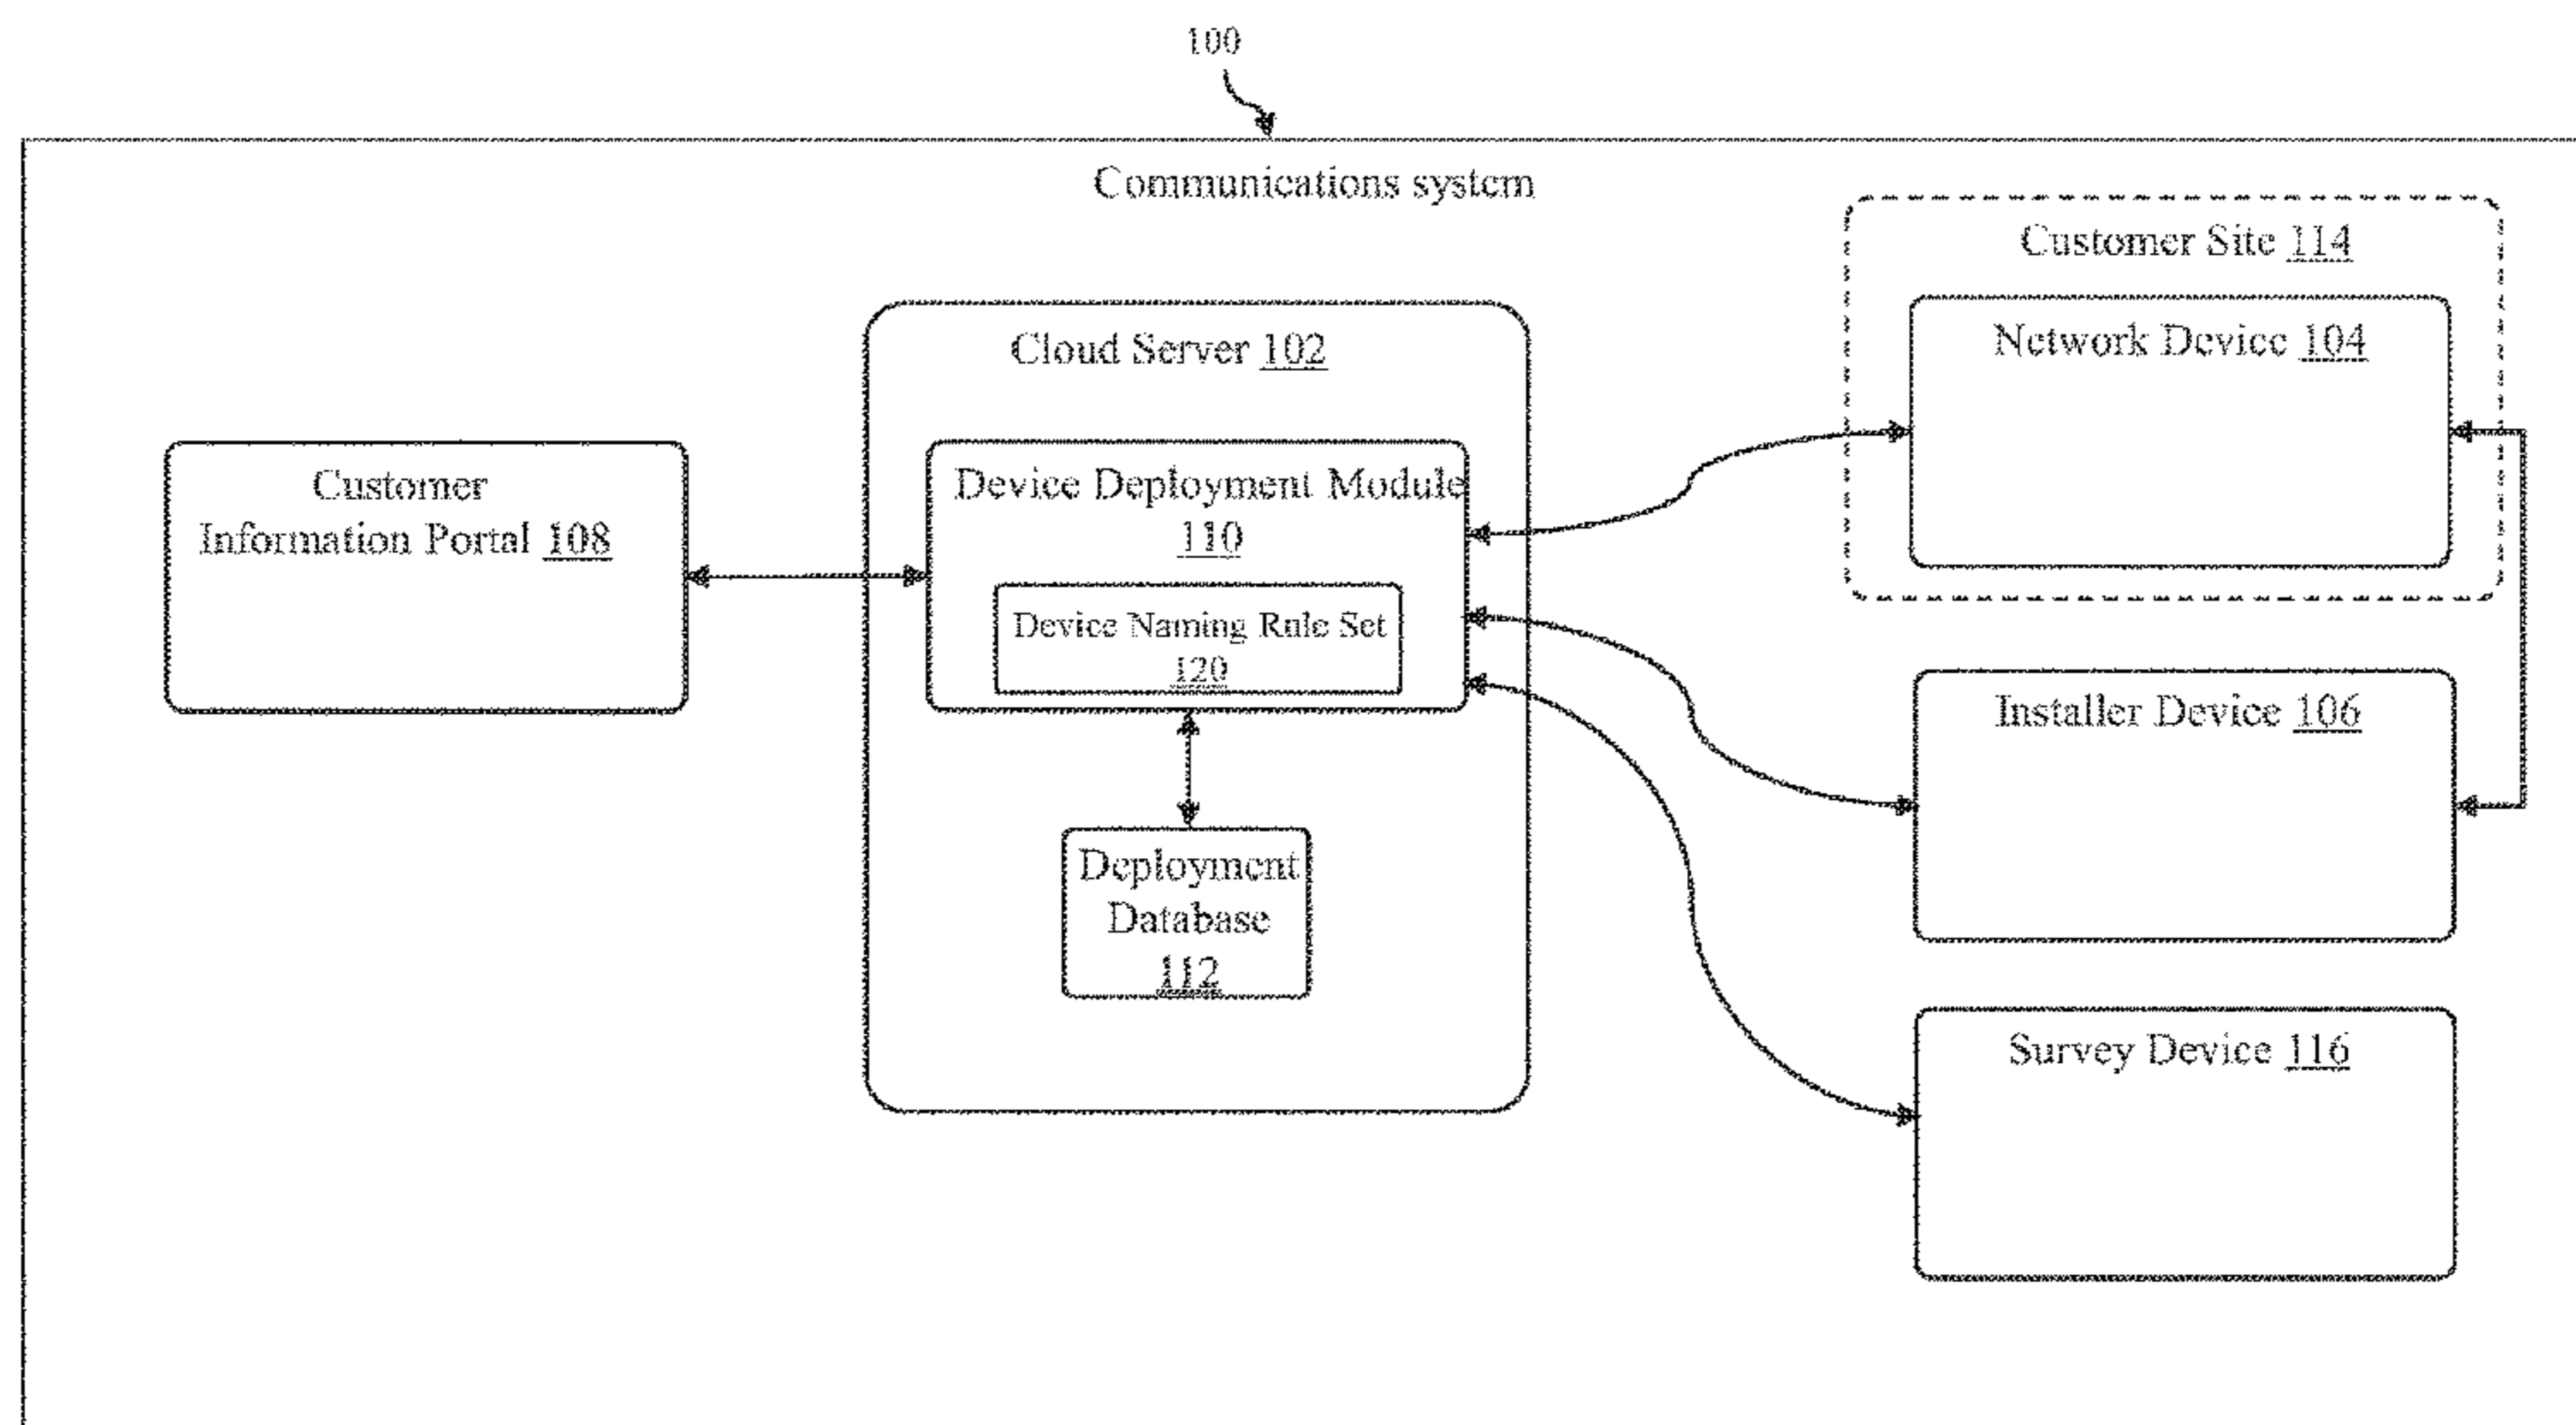 100
Communications system
Customer Site 114
Network Device 104
Cloud Server 102
Customer
Information Portal 108
Device Deployment Module
110
Device Naming Rule Set
120
Installer Device 106
Deployment
Database
112
Survey Device 116